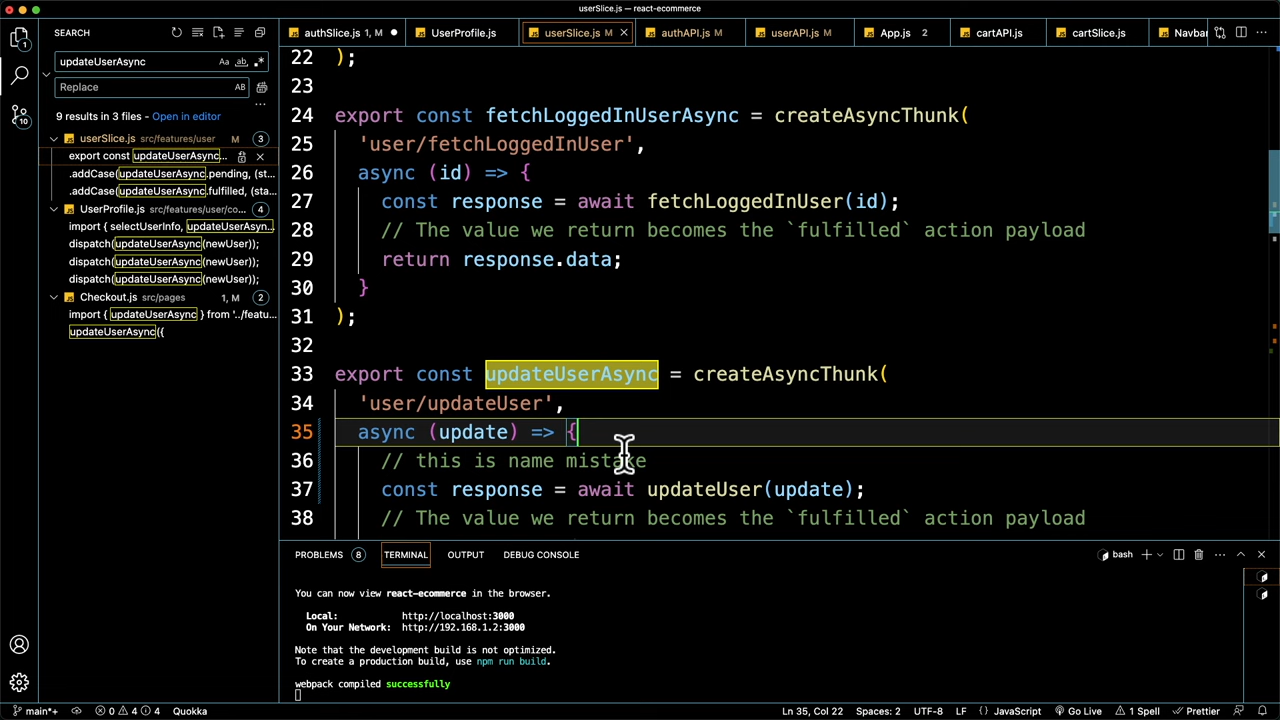 userSlice.js — react-ecommerce
SEARCH
authSlice.js 1, M
UserProfile.js
userSlice.js M
authAPI.js M
userAPI.js M
App.js 2
cartAPI.js
cartSlice.js
Navbar
updateUserAsync
Aa ab
Replace
AB
9 results in 3 files - Open in editor
userSlice.js src/features/user M 3
export const updateUserAsync...
.addCase(updateUserAsync.pending, (st...
.addCase(updateUserAsync.fulfilled, (sta...
UserProfile.js src/features/user/co... 4
import { selectUserInfo, updateUserAsyn...
dispatch(updateUserAsync(newUser));
dispatch(updateUserAsync(newUser));
dispatch(updateUserAsync(newUser));
Checkout.js src/pages 1, M 2
import { updateUserAsync } from '../featu...
updateUserAsync({
1
10
22 );
23
24 export const fetchLoggedInUserAsync = createAsyncThunk(
25 'user/fetchLoggedInUser',
26 async (id) => {
27 const response = await fetchLoggedInUser(id);
28 // The value we return becomes the `fulfilled` action payload
29 return response.data;
30 }
31 );
32
33 export const updateUserAsync = createAsyncThunk(
34 'user/updateUser',
35 async (update) => {
36 // this is name mistake
37 const response = await updateUser(update);
38 // The value we return becomes the `fulfilled` action payload
PROBLEMS 8 TERMINAL OUTPUT DEBUG CONSOLE
bash
You can now view react-ecommerce in the browser.
Local: http://localhost:3000
On Your Network: http://192.168.1.2:3000
Note that the development build is not optimized.
To create a production build, use npm run build.
webpack compiled successfully
main*+ 0 4 4 Quokka
Ln 35, Col 22 Spaces: 2 UTF-8 LF {} JavaScript Go Live 1 Spell Prettier